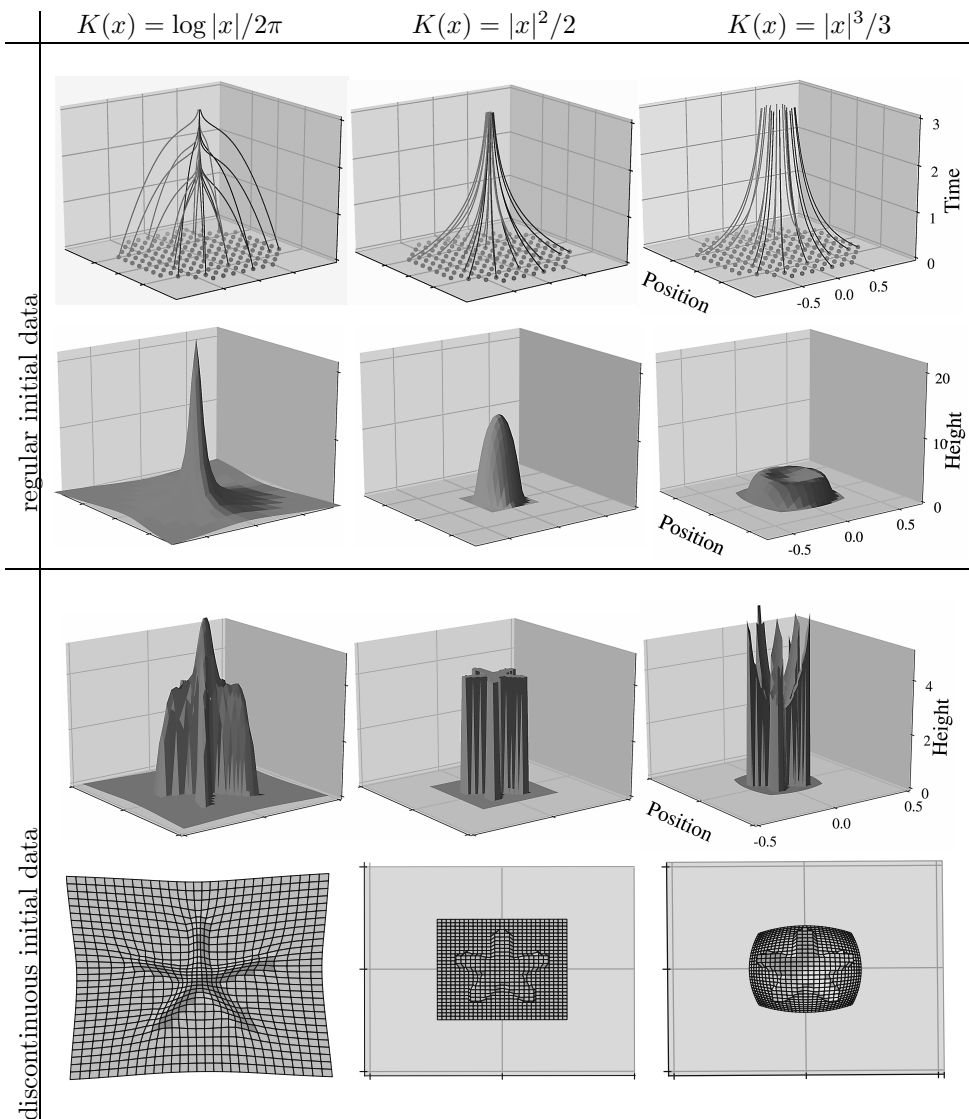 K(x) = log |x|/2π
K(x) = |x|²/2
K(x) = |x|³/3
regular initial data
3
2
1
0
Time
Position
-0.5
0.0
0.5
20
10
0
Height
Position
-0.5
0.0
0.5
discontinuous initial data
4
2
0
Height
Position
-0.5
0.0
0.5